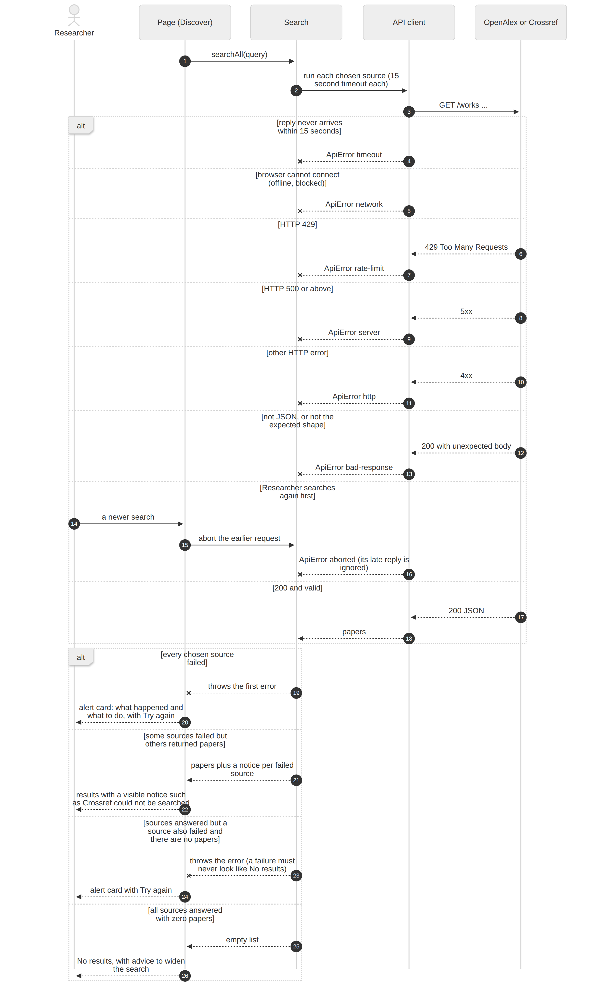 Researcher
Page (Discover)
Search
API client
OpenAlex or Crossref
searchAll(query)
1
run each chosen source (15
second timeout each)
2
GET /works ...
3
alt
[reply never arrives
within 15 seconds]
ApiError timeout
4
[browser cannot connect
(offline, blocked)]
ApiError network
5
[HTTP 429]
429 Too Many Requests
6
ApiError rate-limit
7
[HTTP 500 or above]
5xx
8
ApiError server
9
[other HTTP error]
4xx
10
ApiError http
11
[not JSON, or not the
expected shape]
200 with unexpected body
12
ApiError bad-response
13
[Researcher searches
again first]
a newer search
14
abort the earlier request
15
ApiError aborted (its late reply is
ignored)
16
[200 and valid]
200 JSON
17
papers
18
alt
[every chosen source
failed]
throws the first error
19
alert card: what happened and
what to do, with Try again
20
[some sources failed but
others returned papers]
papers plus a notice per failed
source
21
results with a visible notice such
as Crossref could not be searched
22
[sources answered but a
source also failed and
there are no papers]
throws the error (a failure must
never look like No results)
23
alert card with Try again
24
[all sources answered
with zero papers]
empty list
25
No results, with advice to widen
the search
26